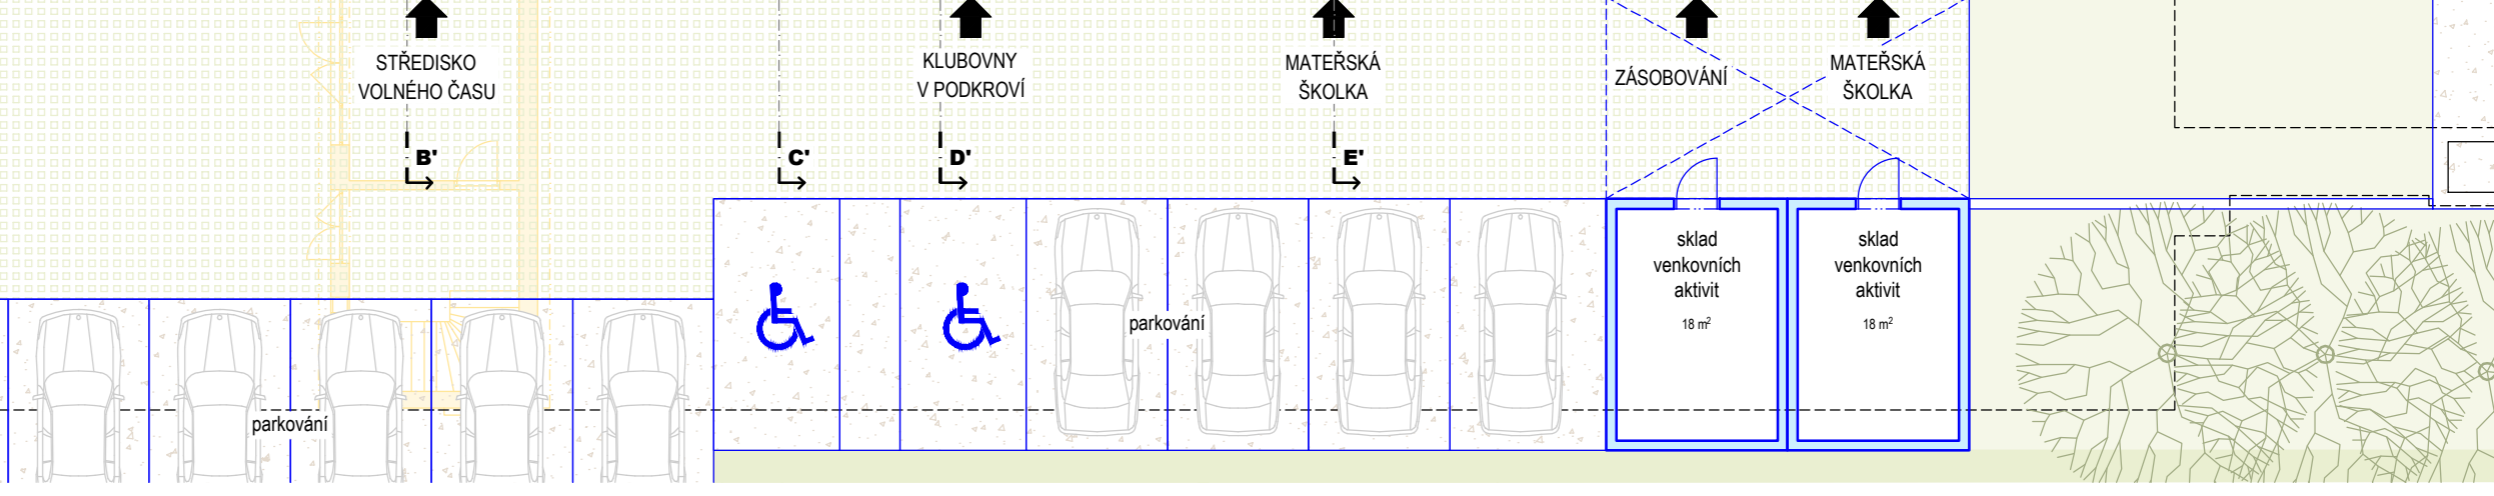 STŘEDISKO
VOLNÉHO ČASU
KLUBOVNY
V PODKROVÍ
MATEŘSKÁ
ŠKOLKA
ZÁSOBOVÁNÍ
MATEŘSKÁ
ŠKOLKA
B'
C'
D'
E'
sklad
venkovních
aktivit
18 m²
sklad
venkovních
aktivit
18 m²
parkování
parkování